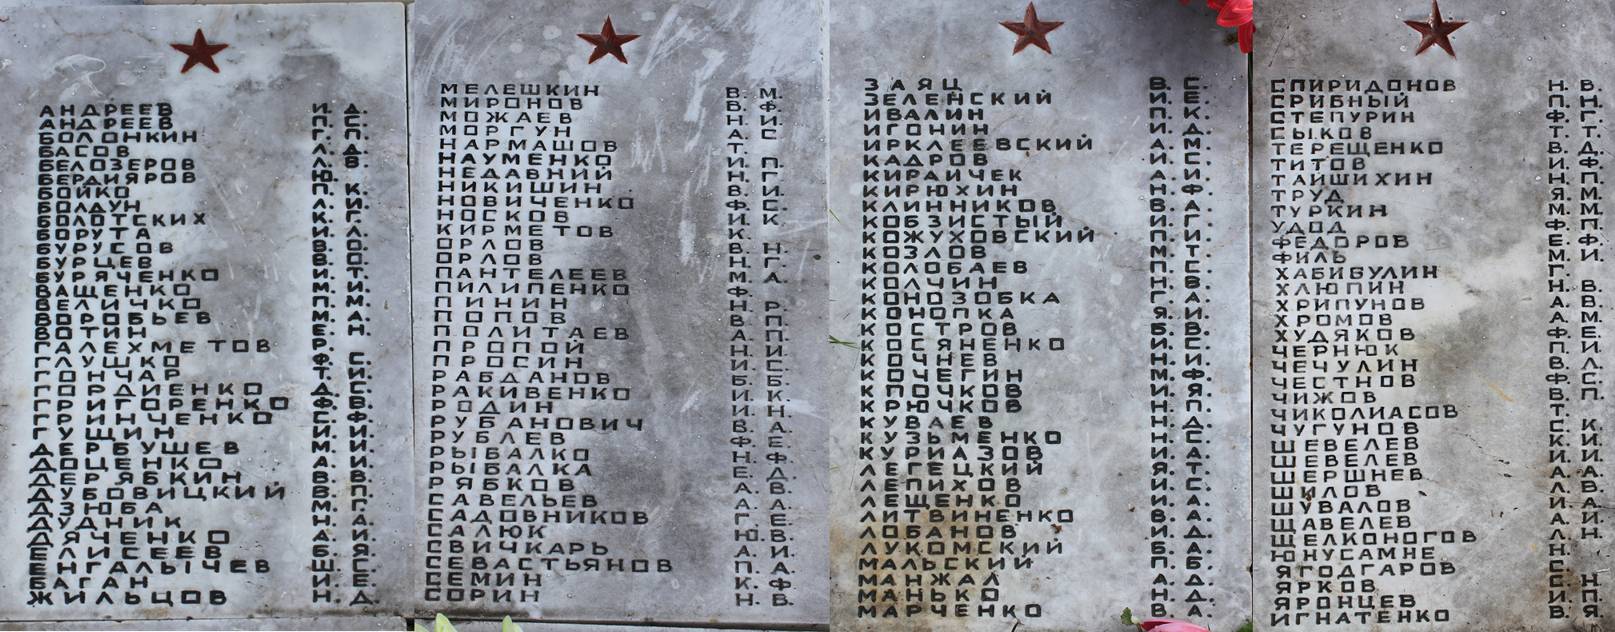 АНДРЕЕВ И. Д.
АНДРЕЕВ П. С.
БОЛОНКИН Г. П.
БАСОВ Л. Д.
БЕЛОЗЕРОВ Л. В.
БЕРДИЯРОВ Ю.
БОЙКО П. К.
БОЛДУН Л. И.
БОЛОТСКИХ К. Г.
БОРУТА И. Л.
БУРУСОВ В. О.
БУРЦЕВ В. О.
БУРЯЧЕНКО И. Т.
ВАЩЕНКО М. И.
ВЕЛИЧКО П. М.
ВОРОБЬЕВ М. А.
ВОТИН Е. Н.
ГАЛЕХМЕТОВ Р.
ГЛУШКО Ф. С.
ГОНЧАР Т. И.
ГОРДИЕНКО Д. С.
ГРИГОРЕНКО Ф. В.
ГРИНЧЕНКО С. Ф.
ГУЩИН И. И.
ДЕРБУШЕВ М. И.
ДОЦЕНКО А. И.
ДЕРЯБКИН В. В.
ДУБОВИЦКИЙ В. П.
ДЗЮБА М. Г.
ДУДНИК Н. А.
ДЯЧЕНКО А. И.
ЕЛИСЕЕВ Б. Я.
ЕНГАЛЫЧЕВ Ш. С.
БАГАН И. Е.
ЖИЛЬЦОВ Н. Д.
МЕЛЕШКИН В. М.
МИРОНОВ В. Ф.
МОЖАЕВ Н. И.
МОРГУН А. С
НАРМАШОВ Т.
НАУМЕНКО И. П.
НЕДАВНИЙ Н. Г.
НИКИШИН В. И.
НОВИЧЕНКО Ф. С.
НОСКОВ И. К
КИРМЕТОВ К.
ОРЛОВ В. Н.
ОРЛОВ Н. Г.
ПАНТЕЛЕЕВ М. А.
ПИЛИПЕНКО Ф.
ПИНИН Н. Р
ПОПОВ В. П.
ПОЛИТАЕВ А. П.
ПРОПОЙ Н. И
ПРОСИН И. С
РАБДАНОВ Б. Б.
РАКИВЕНКО И. К
РОДИН И. Н.
РУБАНОВИЧ В. А
РУБЛЕВ Ф. Е.
РЫБАЛКО Н. Ф.
РЫБАЛКА Е. Д.
РЯБКОВ А. В.
САВЕЛЬЕВ А. А.
САДОВНИКОВ Г. Е.
САЛЮК Ю. В.
СВИЧКАРЬ А. И.
СЕВАСТЬЯНОВ П. А.
СЕМИН К. Ф.
СОРИН Н. В.
ЗАЯЦ В. С.
ЗЕЛЕНСКИЙ И. Е.
ИВАЛИН П. К.
ИГОНИН И. Д.
ИРКЛЕЕВСКИЙ А. М.
КАДРОВ И. С.
КИРАЙЧЕК А. И.
КИРЮХИН Н. Ф.
КЛИННИКОВ В. А.
КОБЗИСТЫЙ И. Г.
КОЖУХОВСКИЙ П. И.
КОЗЛОВ М. Т.
КОЛОБАЕВ П. С.
КОЛЧИН Н. В.
КОНОЗОБКА Г. А.
КОНОПКА Я. И.
КОСТРОВ Б. В.
КОСЯНЕНКО И. С.
КОЧНЕВ Н. И.
КОЧЕГИН М. Ф.
КЛОЧКОВ И. Я
КРЮЧКОВ Н. П.
КУВАЕВ Н. Д.
КУЗЬМЕНКО Н. С.
КУРИАЗОВ И. А.
ЛЕГЕЦКИЙ Я. Т.
ЛЕПИХОВ Е. С.
ЛЕЩЕНКО И. А.
ЛИТВИНЕНКО В. А.
ЛОБАНОВ И. Д.
ЛУКОМСКИЙ Б. А.
МАЛЬСКИЙ П. Б.
МАНЖАЛ А. Д.
МАНЬКО Н. Д.
МАРЧЕНКО В. А.
СПИРИДОНОВ Н. В.
СРИБНЫЙ П. Н.
СТЕПУРИН Ф. Г.
СЫКОВ Т. Т.
ТЕРЕЩЕНКО В. Д.
ТИТОВ И. Ф.
ТАЙШИХИН Н. П.
ТРУД Я. М.
ТУРКИН М. М.
УДОД Ф. П.
ФЕДОРОВ Е. Ф.
ФИЛЬ М. И.
ХАБИБУЛИН Г.
ХЛЮПИН Н. В.
ХРИПУНОВ А. В.
ХРОМОВ А. М.
ХУДЯКОВ Ф. Е.
ЧЕРНЮК П. И
ЧЕЧУЛИН В. Л.
ЧЕСТНОВ Ф. С.
ЧИЖОВ В. П.
ЧИКОЛИАСОВ Т.
ЧУГУНОВ С. К.
ШЕВЕЛЕВ К. И.
ШЕВЕЛЕВ И. И.
ШЕРШНЕВ А. А.
ШИЛОВ Л. В.
ШУВАЛОВ И. А.
ЩАВЕЛЕВ А. И.
ЩЕЛКОНОГОВ Л. Н.
ЮНУСАМНЕ Н.
ЯГОДГАРОВ С.
ЯРКОВ С. Н.
ЯРОНЦЕВ И. П.
ИГНАТЕНКО В. Я.